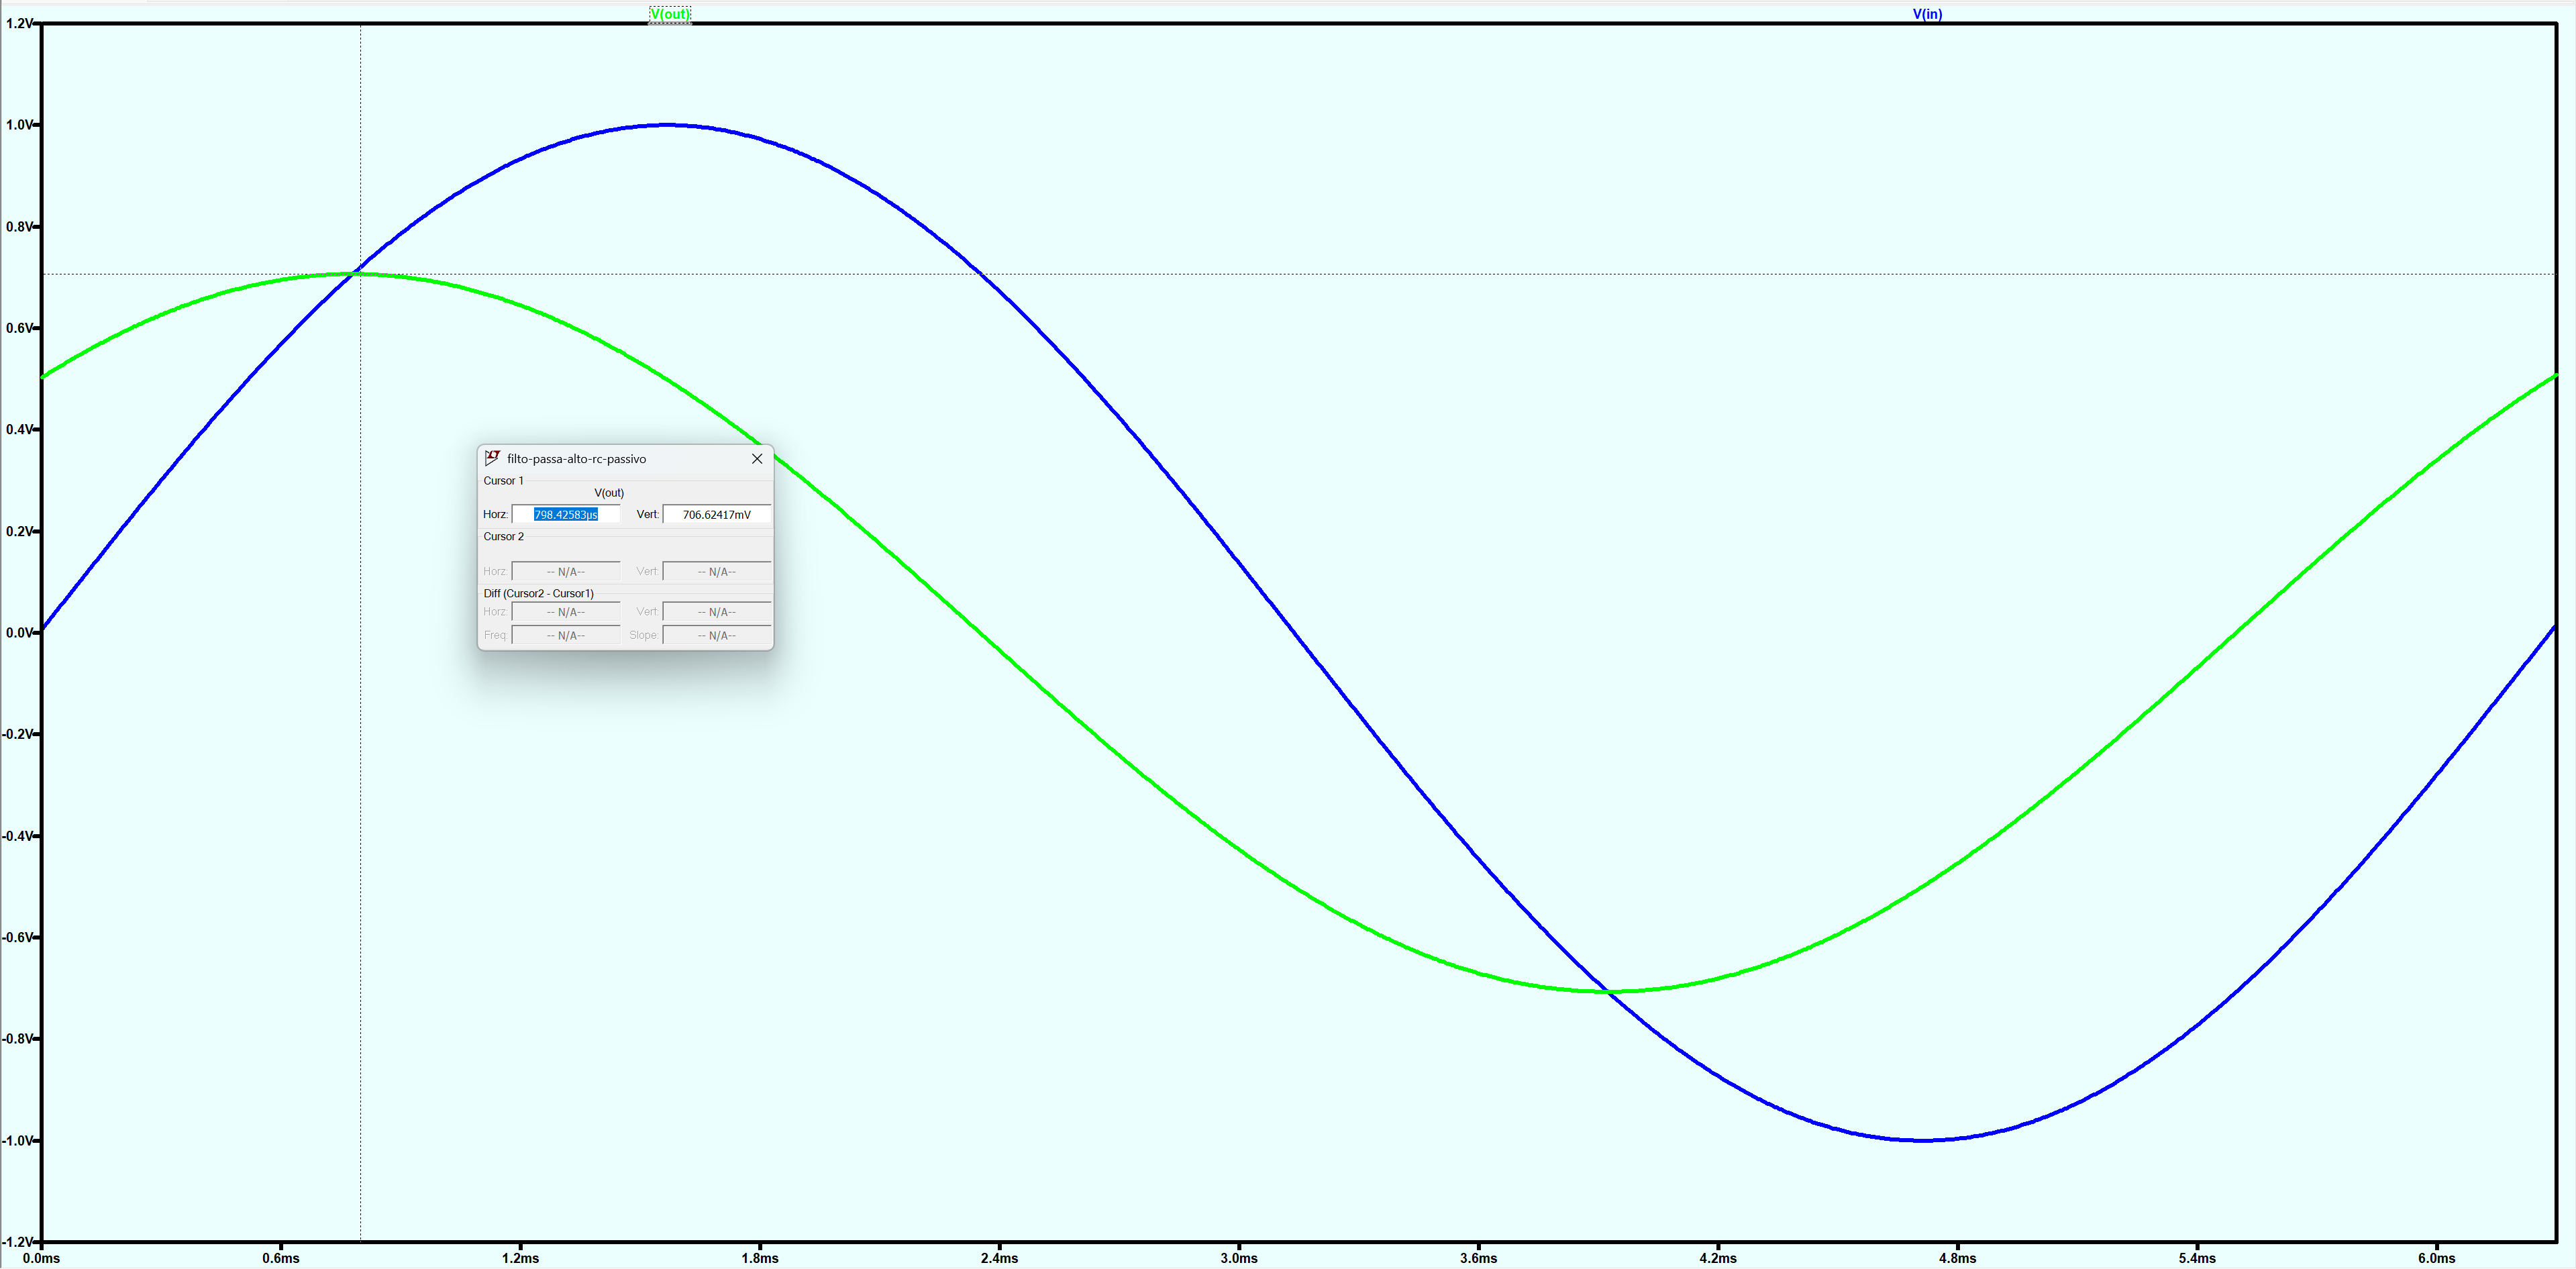 V(out) V(in)
1.2V
1.0V
0.8V
0.6V
0.4V
0.2V
0.0V
-0.2V
-0.4V
-0.6V
-0.8V
-1.0V
-1.2V
filto-passa-alto-rc-passivo
Cursor 1
V(out)
Horz: 798.42583µs Vert: 706.62417mV
Cursor 2
Horz: -- N/A-- Vert: -- N/A--
Diff (Cursor2 - Cursor1)
Horz: -- N/A-- Vert: -- N/A--
Freq: -- N/A-- Slope: -- N/A--
0.0ms 0.6ms 1.2ms 1.8ms 2.4ms 3.0ms 3.6ms 4.2ms 4.8ms 5.4ms 6.0ms